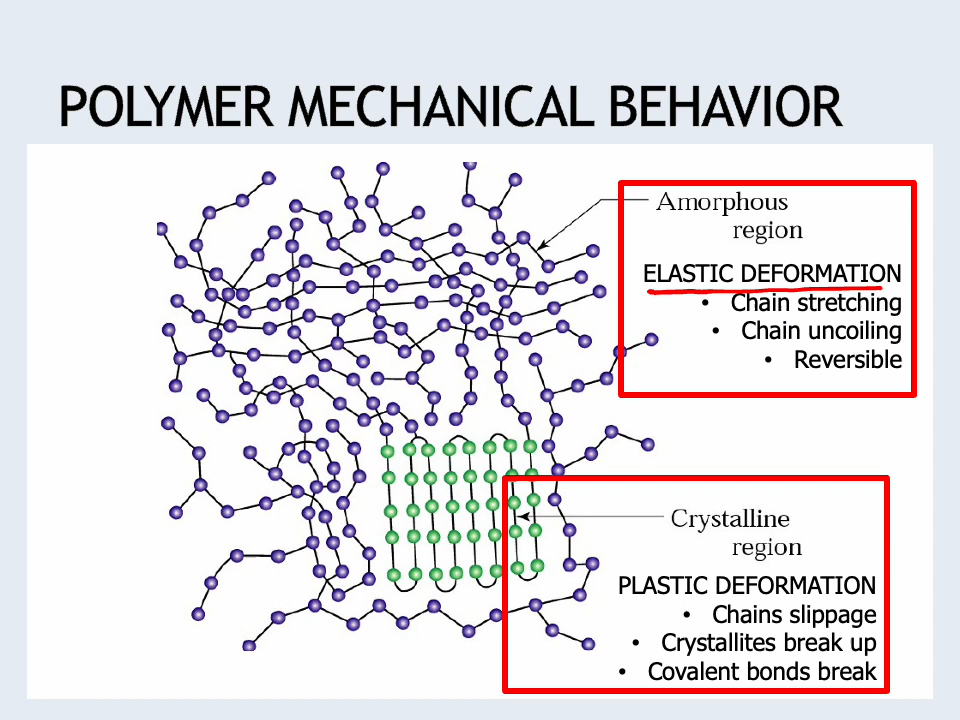 POLYMER MECHANICAL BEHAVIOR
Amorphous
region
ELASTIC DEFORMATION
• Chain stretching
• Chain uncoiling
• Reversible
Crystalline
region
PLASTIC DEFORMATION
• Chains slippage
• Crystallites break up
• Covalent bonds break